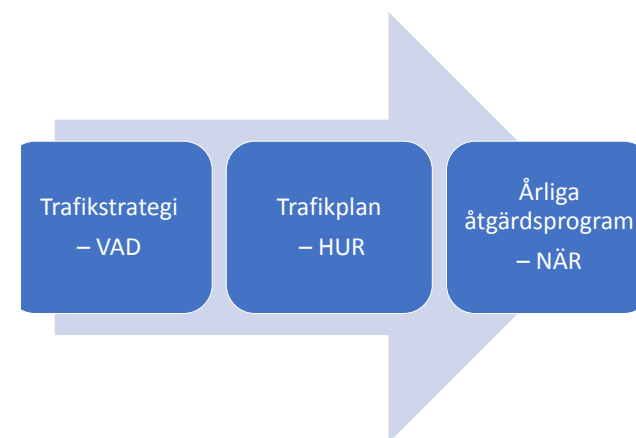 Trafikstrategi
– VAD
Trafikplan
– HUR
Årliga
åtgärdsprogram
– NÄR